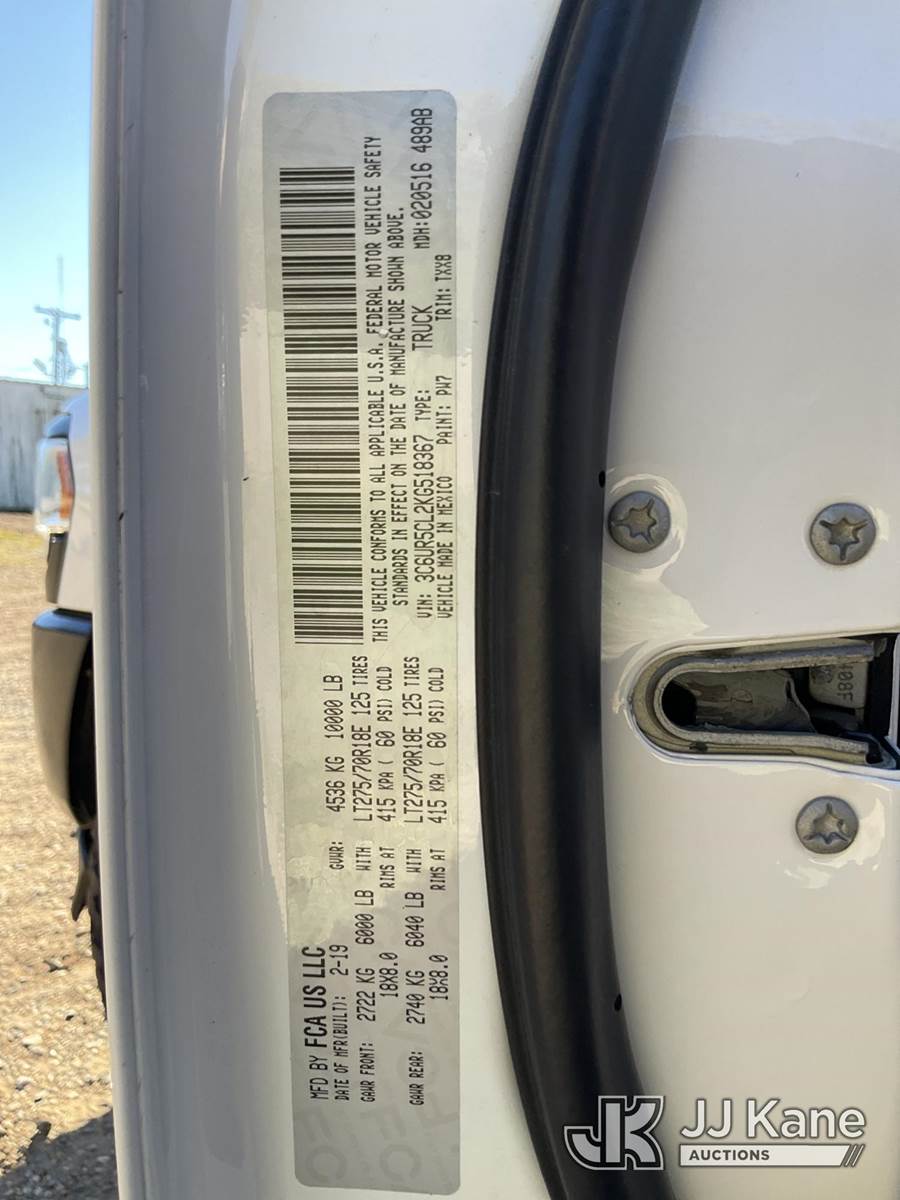 MFD BY FCA US LLC
DATE OF MFR(BUILT): 2-19 GVWR: 4536 KG 10000 LB
GAWR FRONT: 2722 KG 6000 LB WITH LT275/70R18E 125 TIRES
18X8.0 RIMS AT 415 KPA ( 60 PSI) COLD
GAWR REAR: 2740 KG 6040 LB WITH LT275/70R18E 125 TIRES
18X8.0 RIMS AT 415 KPA ( 60 PSI) COLD
THIS VEHICLE CONFORMS TO ALL APPLICABLE U.S.A. FEDERAL MOTOR VEHICLE SAFETY
STANDARDS IN EFFECT ON THE DATE OF MANUFACTURE SHOWN ABOVE.
VIN: 3C6UR5CL2KG518367 TYPE: TRUCK MDH:020516 489AB
VEHICLE MADE IN MEXICO PAINT: PW7 TRIM: TXX8
408F
JK JJ Kane
AUCTIONS